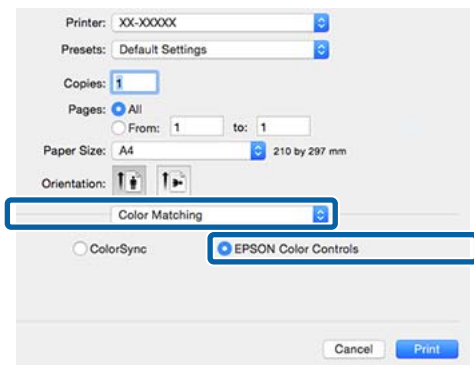 Printer: XX-XXXXX
Presets: Default Settings
Copies: 1
Pages: All
From: 1 to: 1
Paper Size: A4 210 by 297 mm
Orientation:
Color Matching
ColorSync EPSON Color Controls
Cancel Print